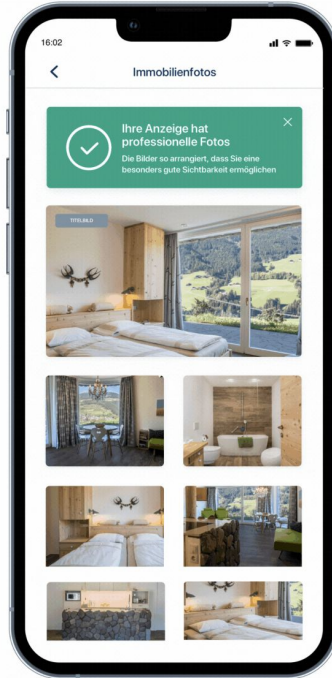 16:02
Immobilienfotos
Ihre Anzeige hat
professionelle Fotos
Die Bilder so arrangiert, dass Sie eine
besonders gute Sichtbarkeit ermöglichen
TITELBILD